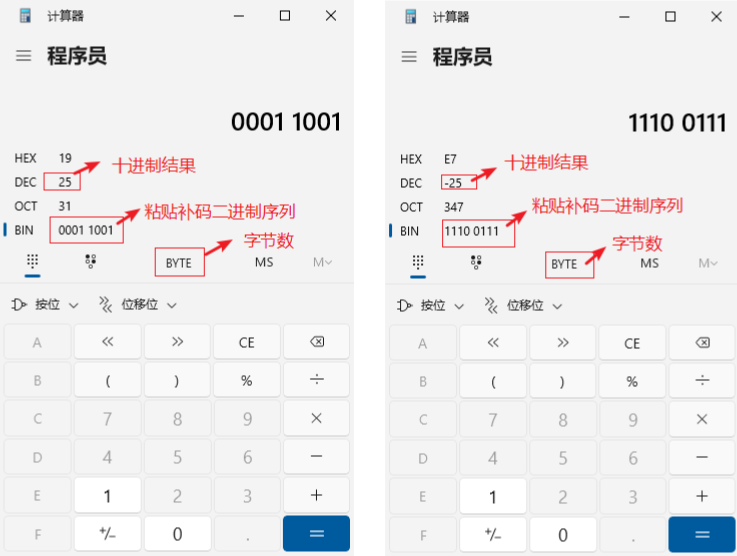 计算器
程序员
0001 1001
HEX 19
十进制结果
DEC 25
OCT 31
粘贴补码二进制序列
BIN 0001 1001
字节数
BYTE MS M
按位 位移位
A « » CE
B ( ) % ÷
C 7 8 9 ×
D 4 5 6 −
E 1 2 3 +
F +/− 0 . =
计算器
程序员
1110 0111
HEX E7
十进制结果
DEC -25
OCT 347
粘贴补码二进制序列
BIN 1110 0111
字节数
BYTE MS M
按位 位移位
A « » CE
B ( ) % ÷
C 7 8 9 ×
D 4 5 6 −
E 1 2 3 +
F +/− 0 . =